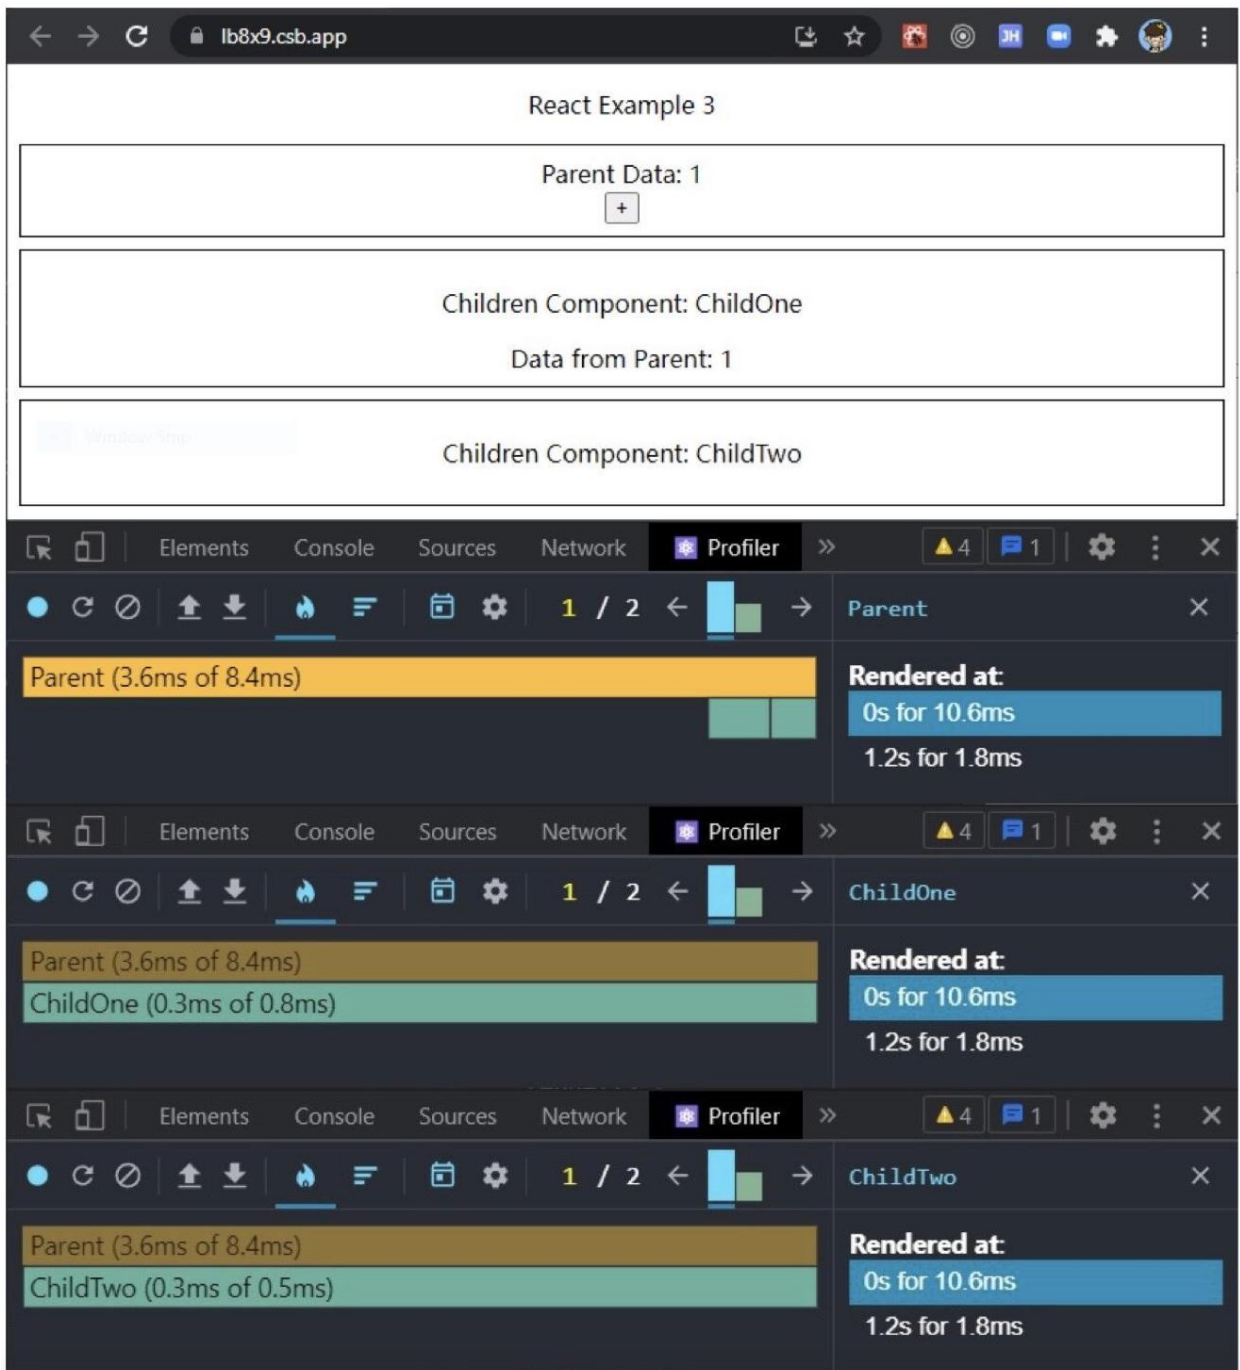 lb8x9.csb.app JH
React Example 3
Parent Data: 1
+
Children Component: ChildOne
Data from Parent: 1
Children Component: ChildTwo
Elements Console Sources Network Profiler » 4 1
1 / 2 Parent
Parent (3.6ms of 8.4ms)
Rendered at:
0s for 10.6ms
1.2s for 1.8ms
Elements Console Sources Network Profiler » 4 1
1 / 2 ChildOne
Parent (3.6ms of 8.4ms)
ChildOne (0.3ms of 0.8ms)
Rendered at:
0s for 10.6ms
1.2s for 1.8ms
Elements Console Sources Network Profiler » 4 1
1 / 2 ChildTwo
Parent (3.6ms of 8.4ms)
ChildTwo (0.3ms of 0.5ms)
Rendered at:
0s for 10.6ms
1.2s for 1.8ms